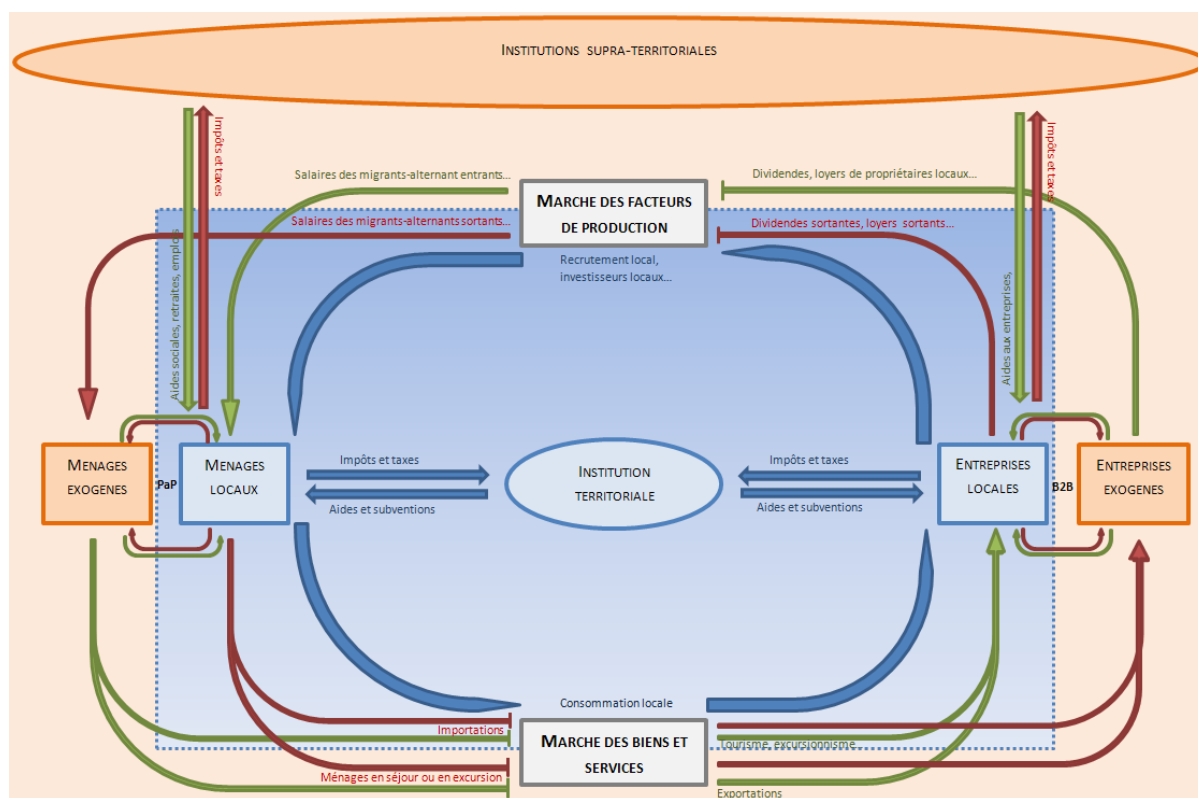 INSTITUTIONS SUPRA-TERRITORIALES
Impôts et taxes
Aides sociales, retraites, emplois
Impôts et taxes
Aides aux entreprises,
Salaires des migrants-alternant entrants…
MARCHE DES FACTEURS
DE PRODUCTION
Dividendes, loyers de propriétaires locaux…
Salaires des migrants-alternants sortants…
Dividendes sortantes, loyers sortants…
Recrutement local,
investisseurs locaux…
MENAGES
EXOGENES
PaP
MENAGES
LOCAUX
Impôts et taxes
Aides et subventions
INSTITUTION
TERRITORIALE
Impôts et taxes
Aides et subventions
ENTREPRISES
LOCALES
B2B
ENTREPRISES
EXOGENES
Consommation locale
Importations
MARCHE DES BIENS ET
SERVICES
Tourisme, excursionnisme…
Ménages en séjour ou en excursion
Exportations